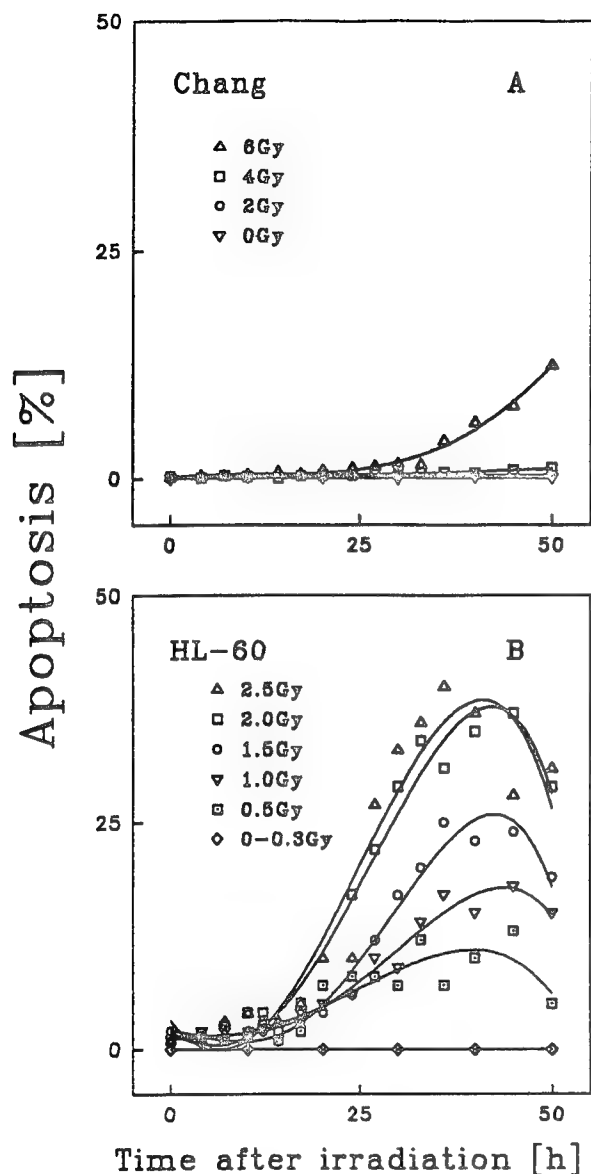 50
Chang A
△ 6Gy
□ 4Gy
○ 2Gy
▽ 0Gy
25
0
0 25 50
Apoptosis [%]
50
HL-60 B
△ 2.5Gy
□ 2.0Gy
○ 1.5Gy
▽ 1.0Gy
⊡ 0.5Gy
◇ 0-0.3Gy
25
0
0 25 50
Time after irradiation [h]